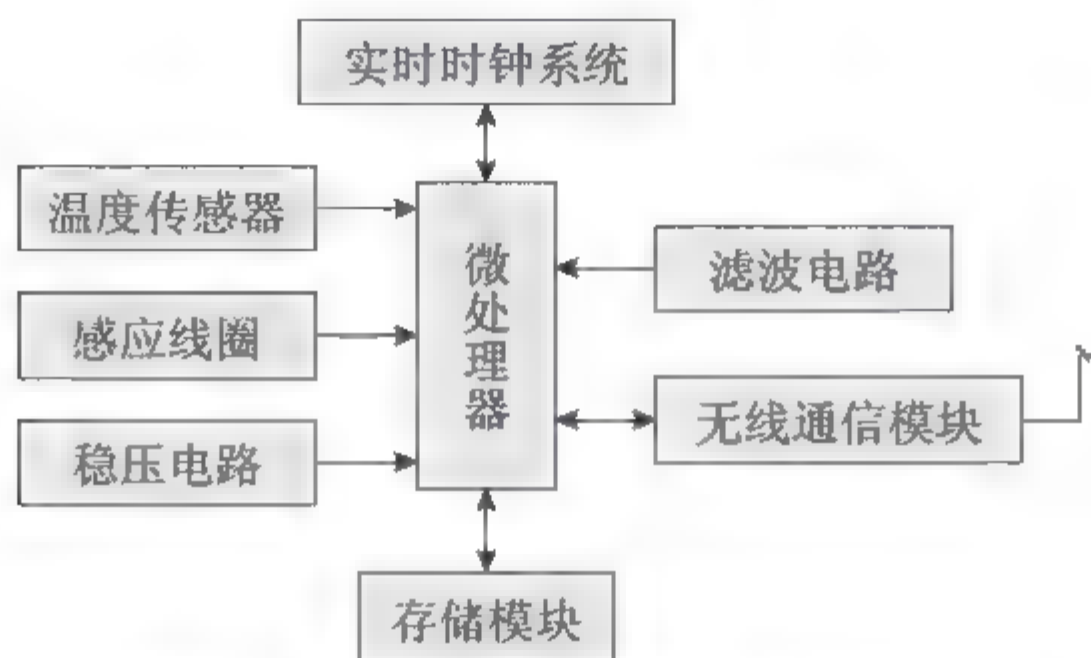 实时时钟系统
温度传感器
感应线圈
稳压电路
微处理器
滤波电路
无线通信模块
存储模块